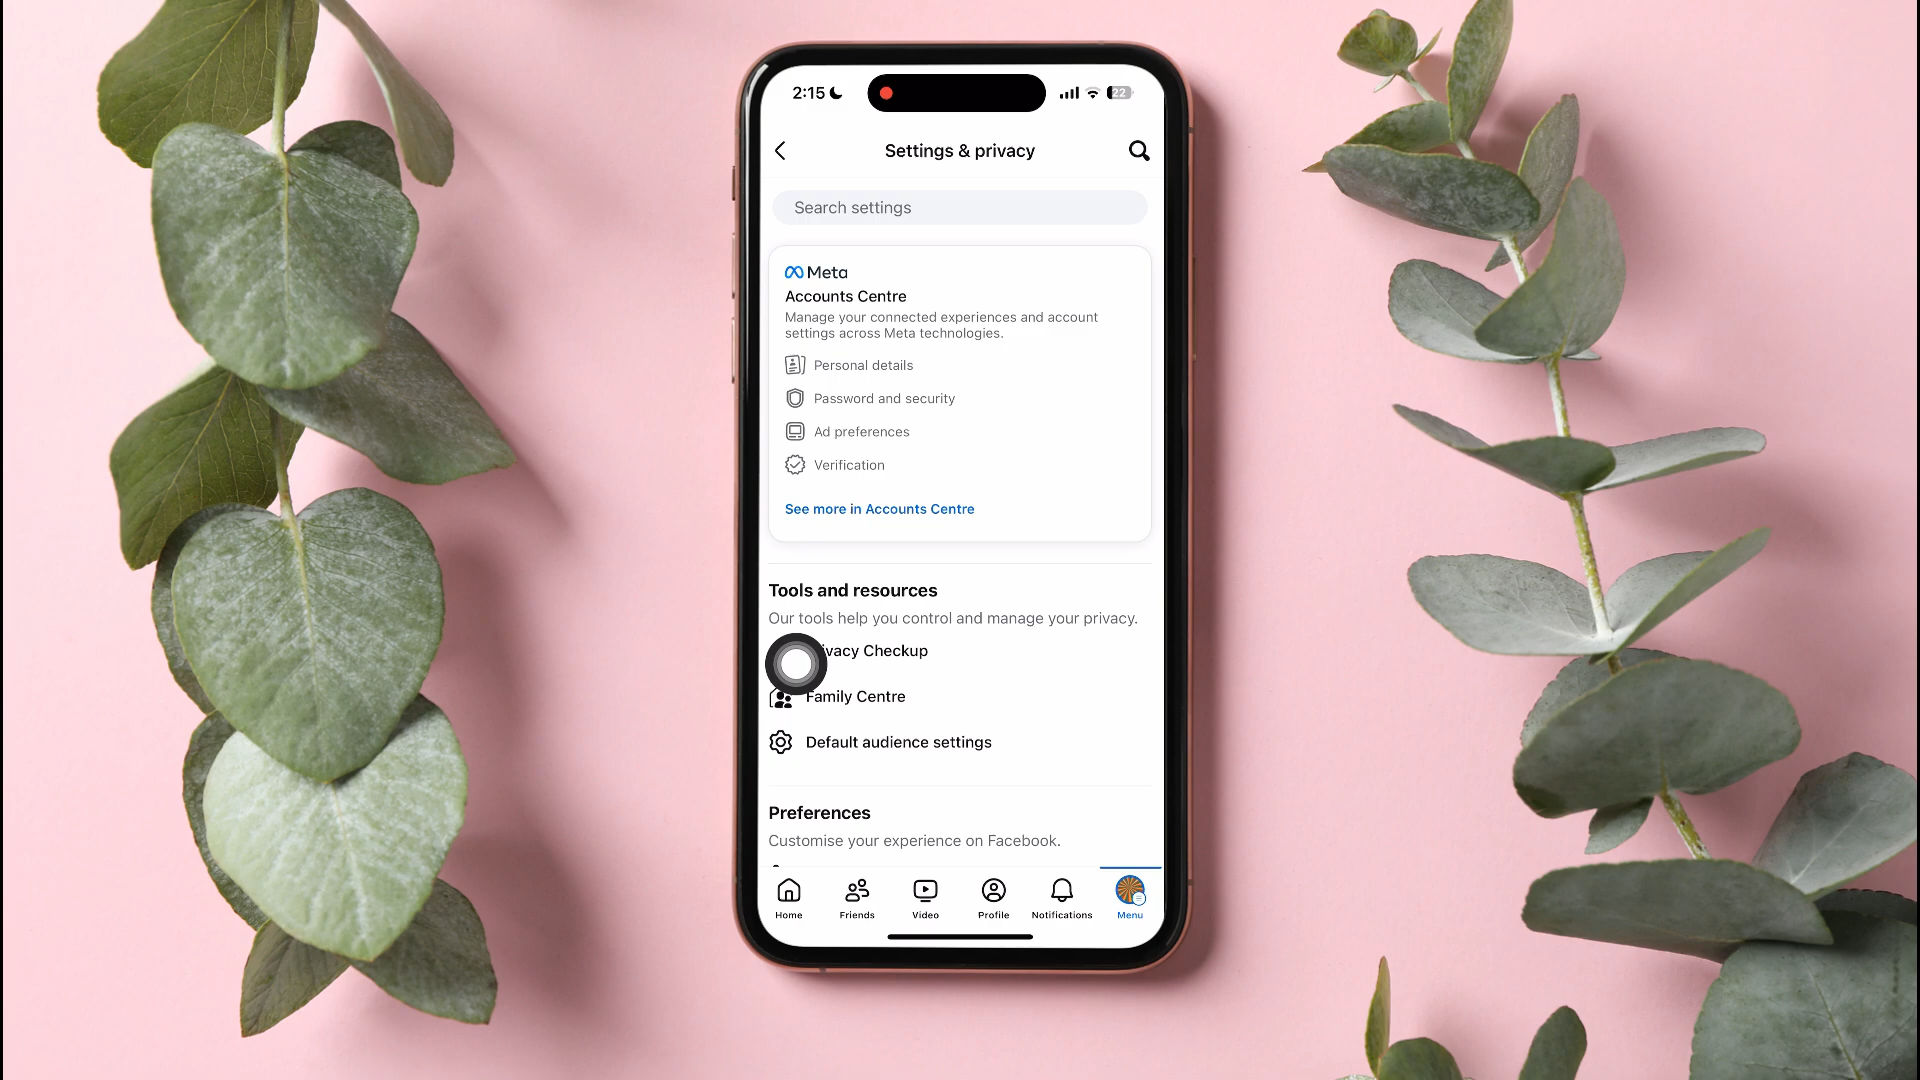 2:15
22
Settings & privacy
Search settings
Meta
Accounts Centre
Manage your connected experiences and account
settings across Meta technologies.
Personal details
Password and security
Ad preferences
Verification
See more in Accounts Centre
Tools and resources
Our tools help you control and manage your privacy.
ivacy Checkup
Family Centre
Default audience settings
Preferences
Customise your experience on Facebook.
Home
Friends
Video
Profile
Notifications
Menu